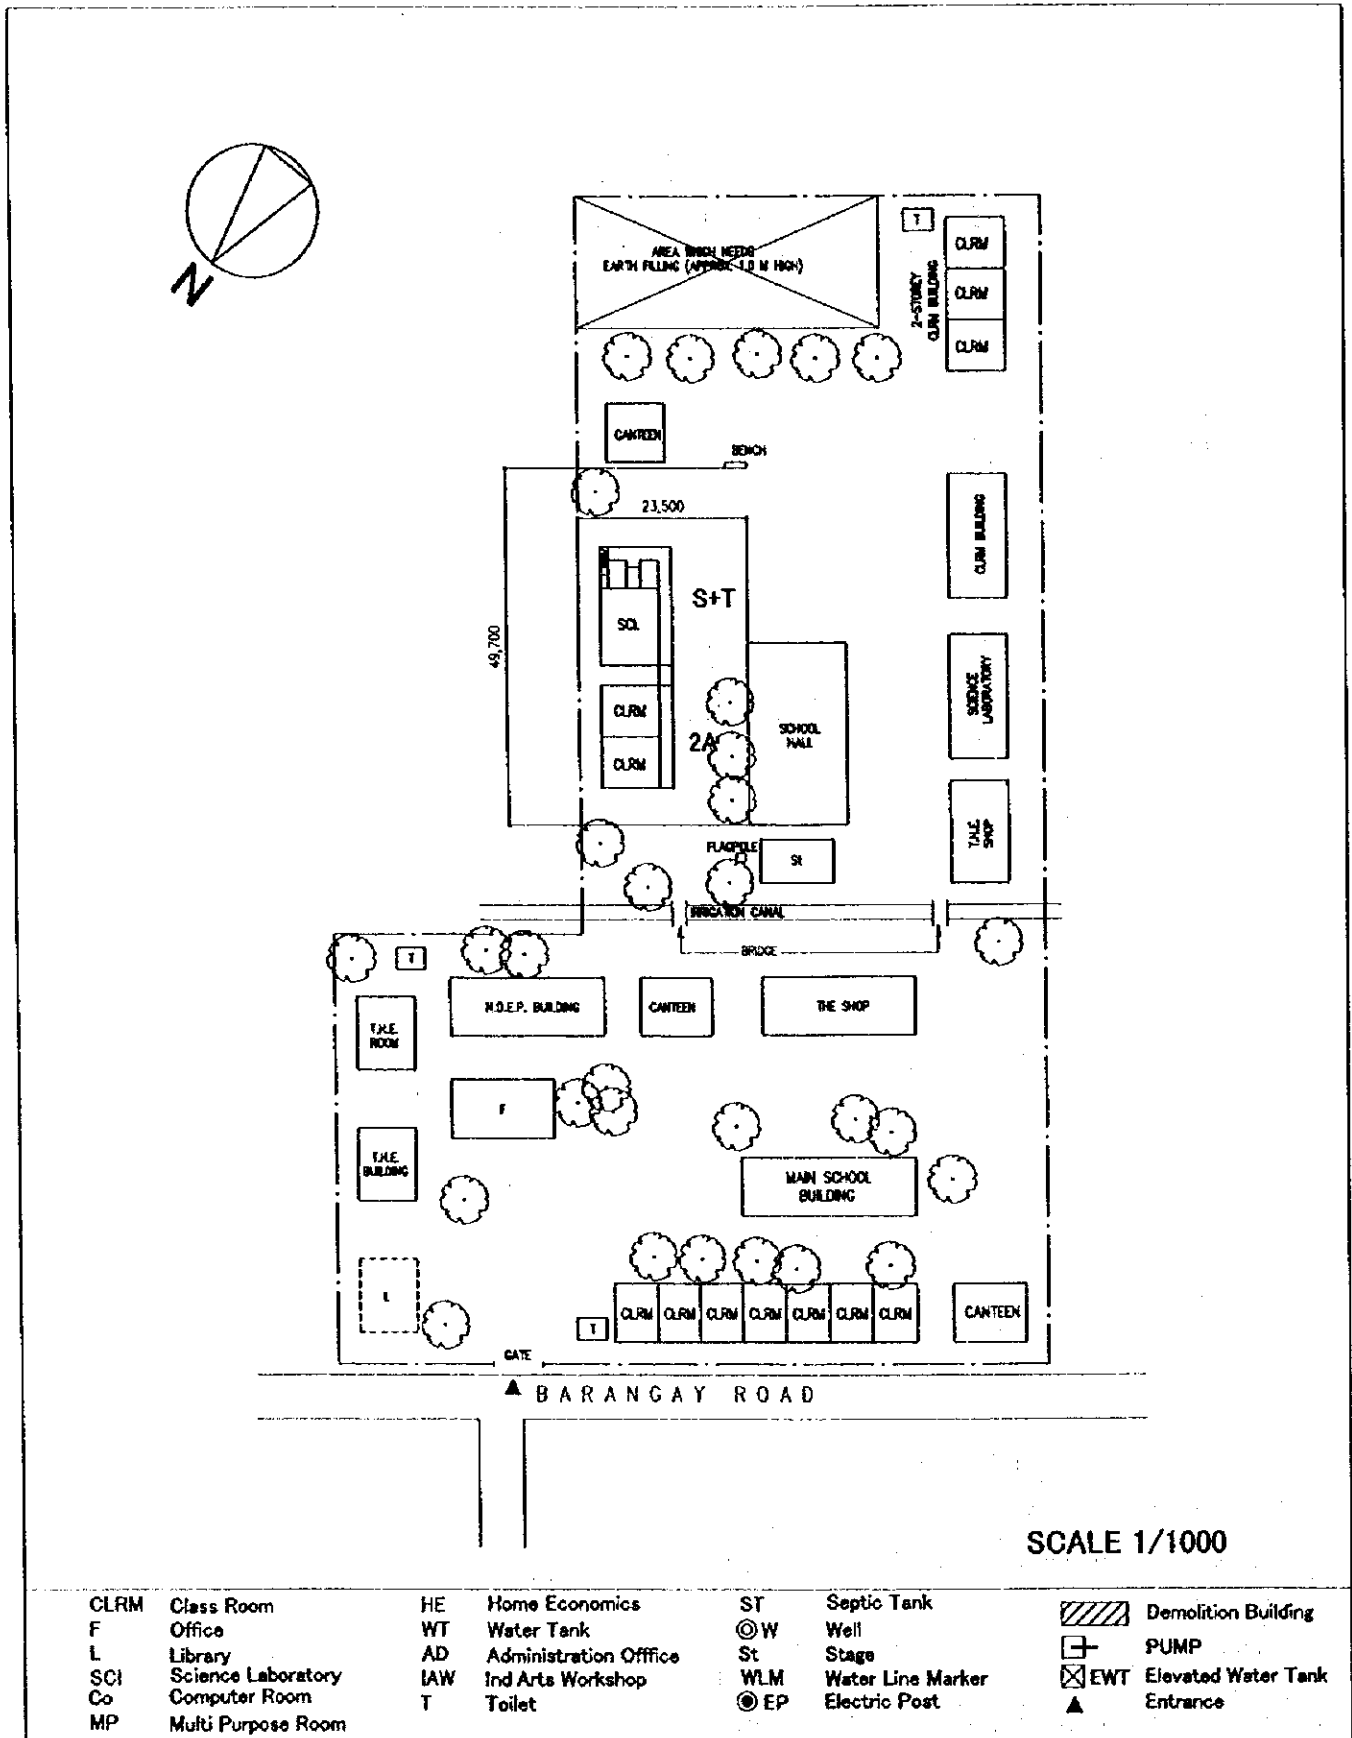 N
AREA WHICH NEEDS
EARTH FILLING (APPROX. 1.0 M HIGH)
T
2-STOREY
CLRM BUILDING
CLRM
CLRM
CLRM
CANTEEN
BENCH
23,500
49,700
S+T
SCI.
CLRM
2A
CLRM
SCHOOL
HALL
CLRM BUILDING
SCIENCE
LABORATORY
T.H.E.
SHOP
FLAGPOLE
St
IRRIGATION CANAL
BRIDGE
T
N.D.E.P. BUILDING
CANTEEN
THE SHOP
T.H.E.
ROOM
F
T.H.E.
BUILDING
MAIN SCHOOL
BUILDING
L
T
CLRM
CLRM
CLRM
CLRM
CLRM
CLRM
CLRM
CANTEEN
GATE
BARANGAY ROAD
SCALE 1/1000
CLRM Class Room
F Office
L Library
SCI Science Laboratory
Co Computer Room
MP Multi Purpose Room
HE Home Economics
WT Water Tank
AD Administration Offfice
IAW Ind Arts Workshop
T Toilet
ST Septic Tank
W Well
St Stage
WLM Water Line Marker
EP Electric Post
Demolition Building
PUMP
EWT Elevated Water Tank
Entrance